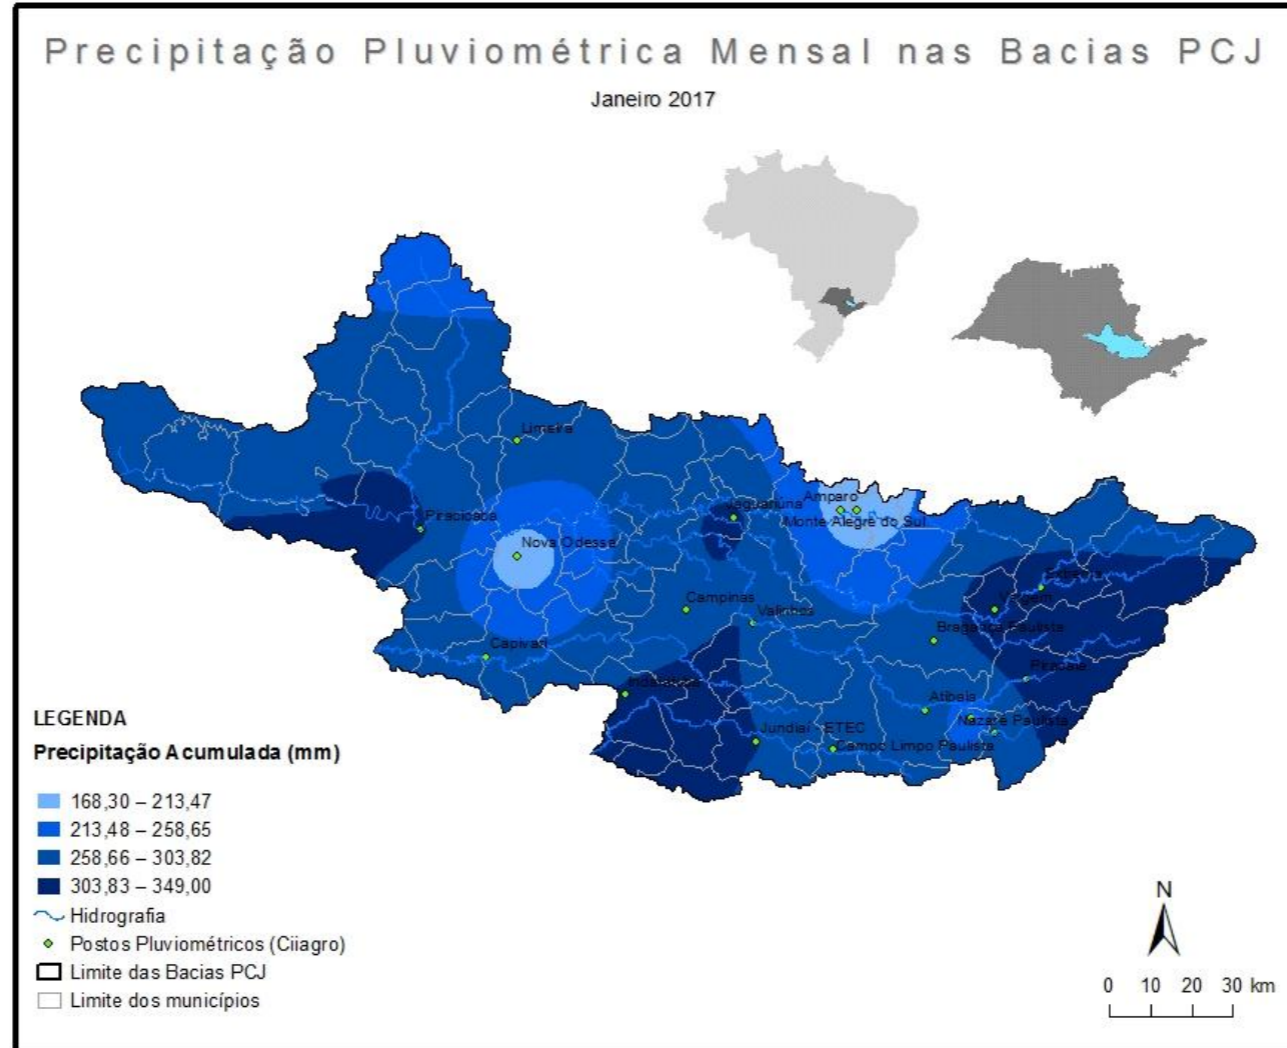 Precipitação Pluviométrica Mensal nas Bacias PCJ
Janeiro 2017
Limeira
Piracicaba
Nova Odessa
Jaguariúna
Amparo
Monte Alegre do Sul
Extrema
Vargem
Campinas
Valinhos
Bragança Paulista
Capivari
Piracaia
Indaiatuba
Atibaia
Nazaré Paulista
Jundiaí - ETEC
Campo Limpo Paulista
LEGENDA
Precipitação Acumulada (mm)
168,30 – 213,47
213,48 – 258,65
258,66 – 303,82
303,83 – 349,00
Hidrografia
Postos Pluviométricos (Ciiagro)
Limite das Bacias PCJ
Limite dos municípios
N
0 10 20 30 km